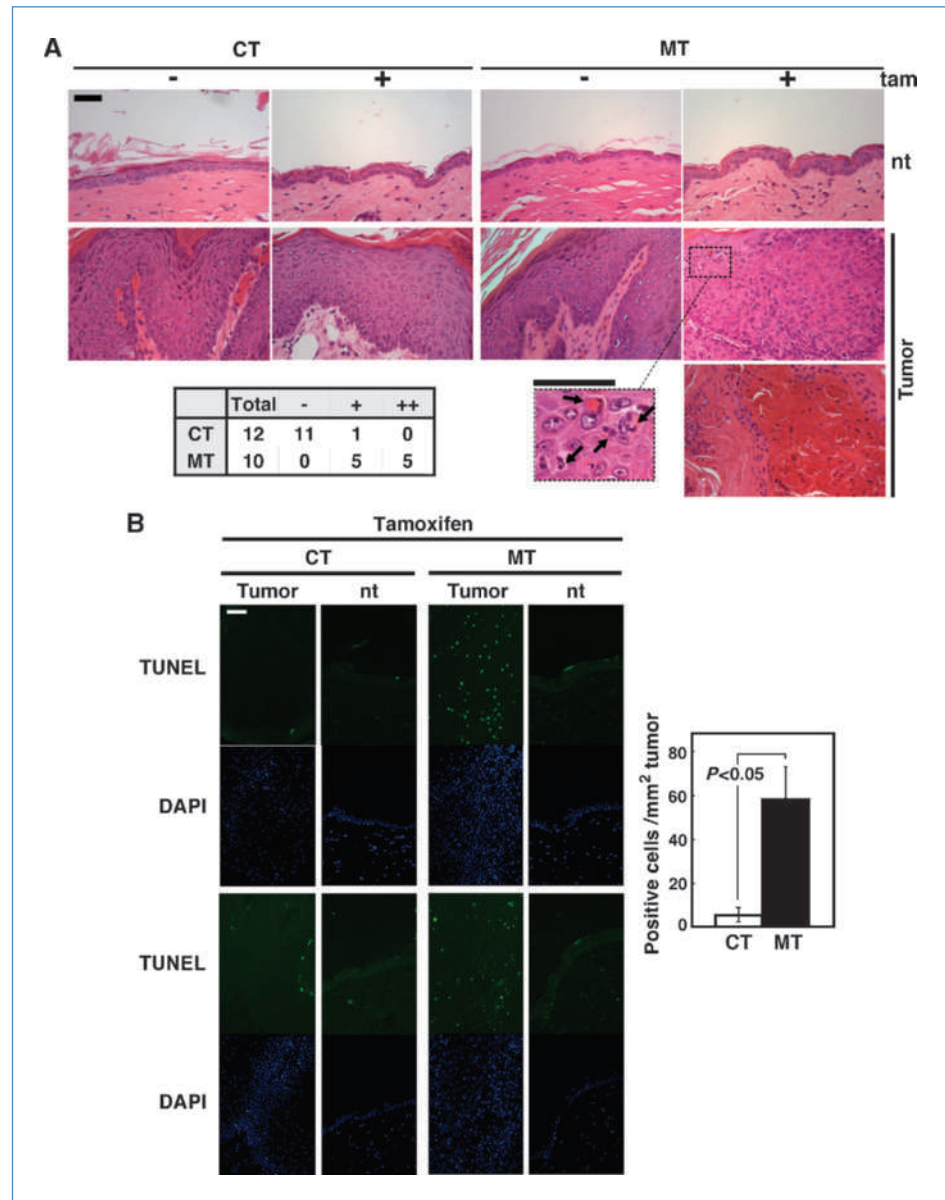 A
CT MT
- + - + tam
nt
Tumor
Total - + ++
CT 12 11 1 0
MT 10 0 5 5
B
Tamoxifen
CT MT
Tumor nt Tumor nt
TUNEL
DAPI
TUNEL
DAPI
Positive cells /mm² tumor
80
60
40
20
0
P<0.05
CT MT